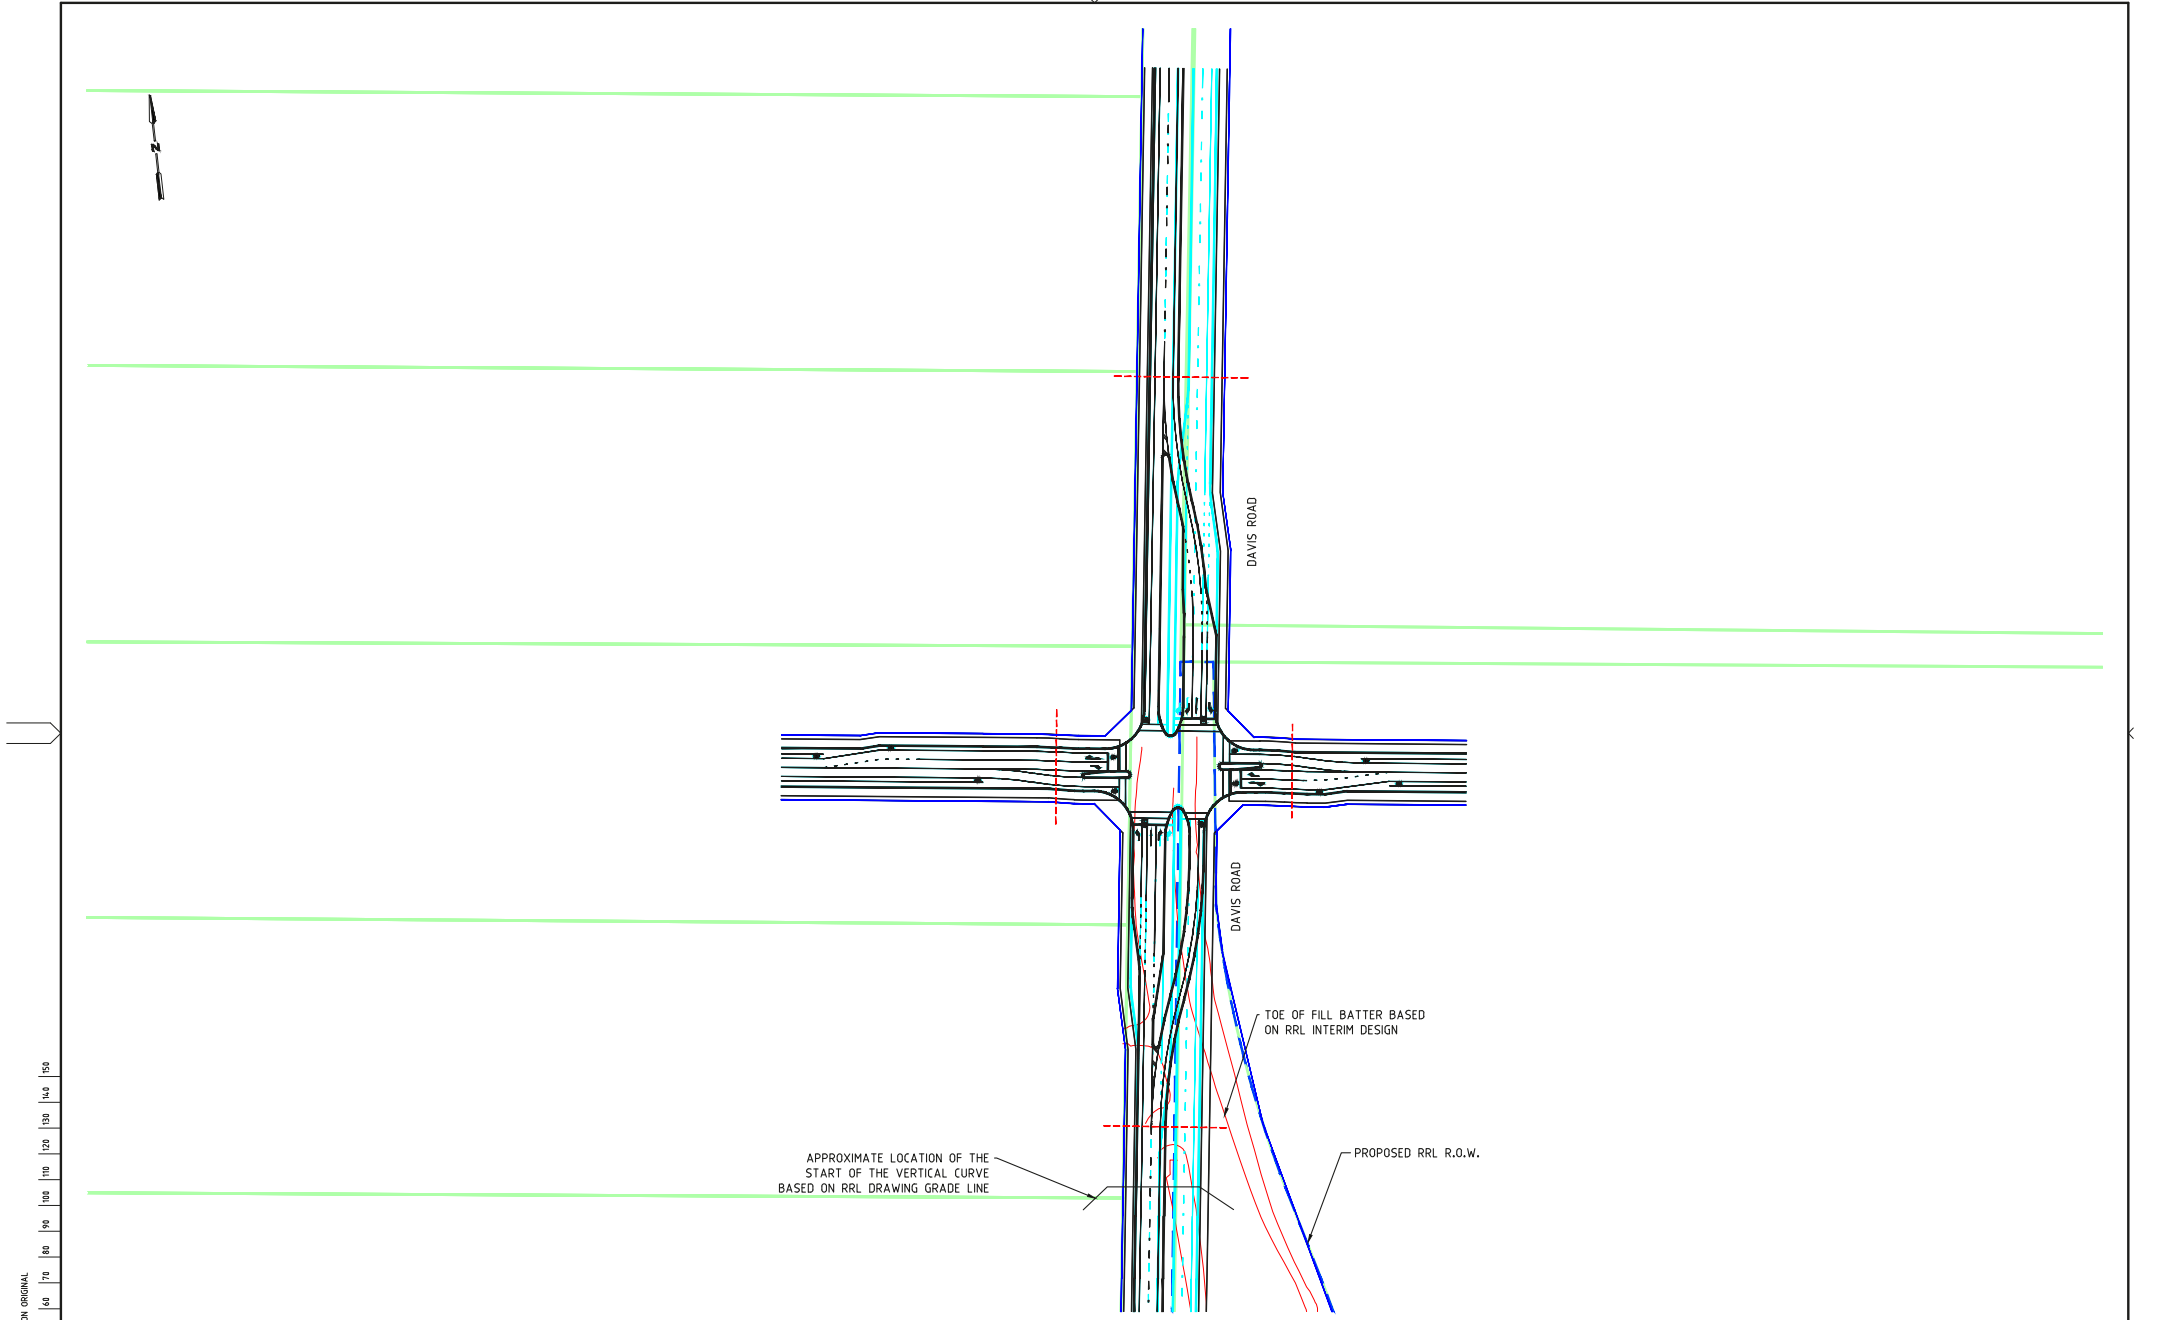 N
DAVIS ROAD
DAVIS ROAD
TOE OF FILL BATTER BASED
ON RRL INTERIM DESIGN
PROPOSED RRL R.O.W.
APPROXIMATE LOCATION OF THE
START OF THE VERTICAL CURVE
BASED ON RRL DRAWING GRADE LINE
150
140
130
120
110
100
90
80
70
60
ON ORIGINAL